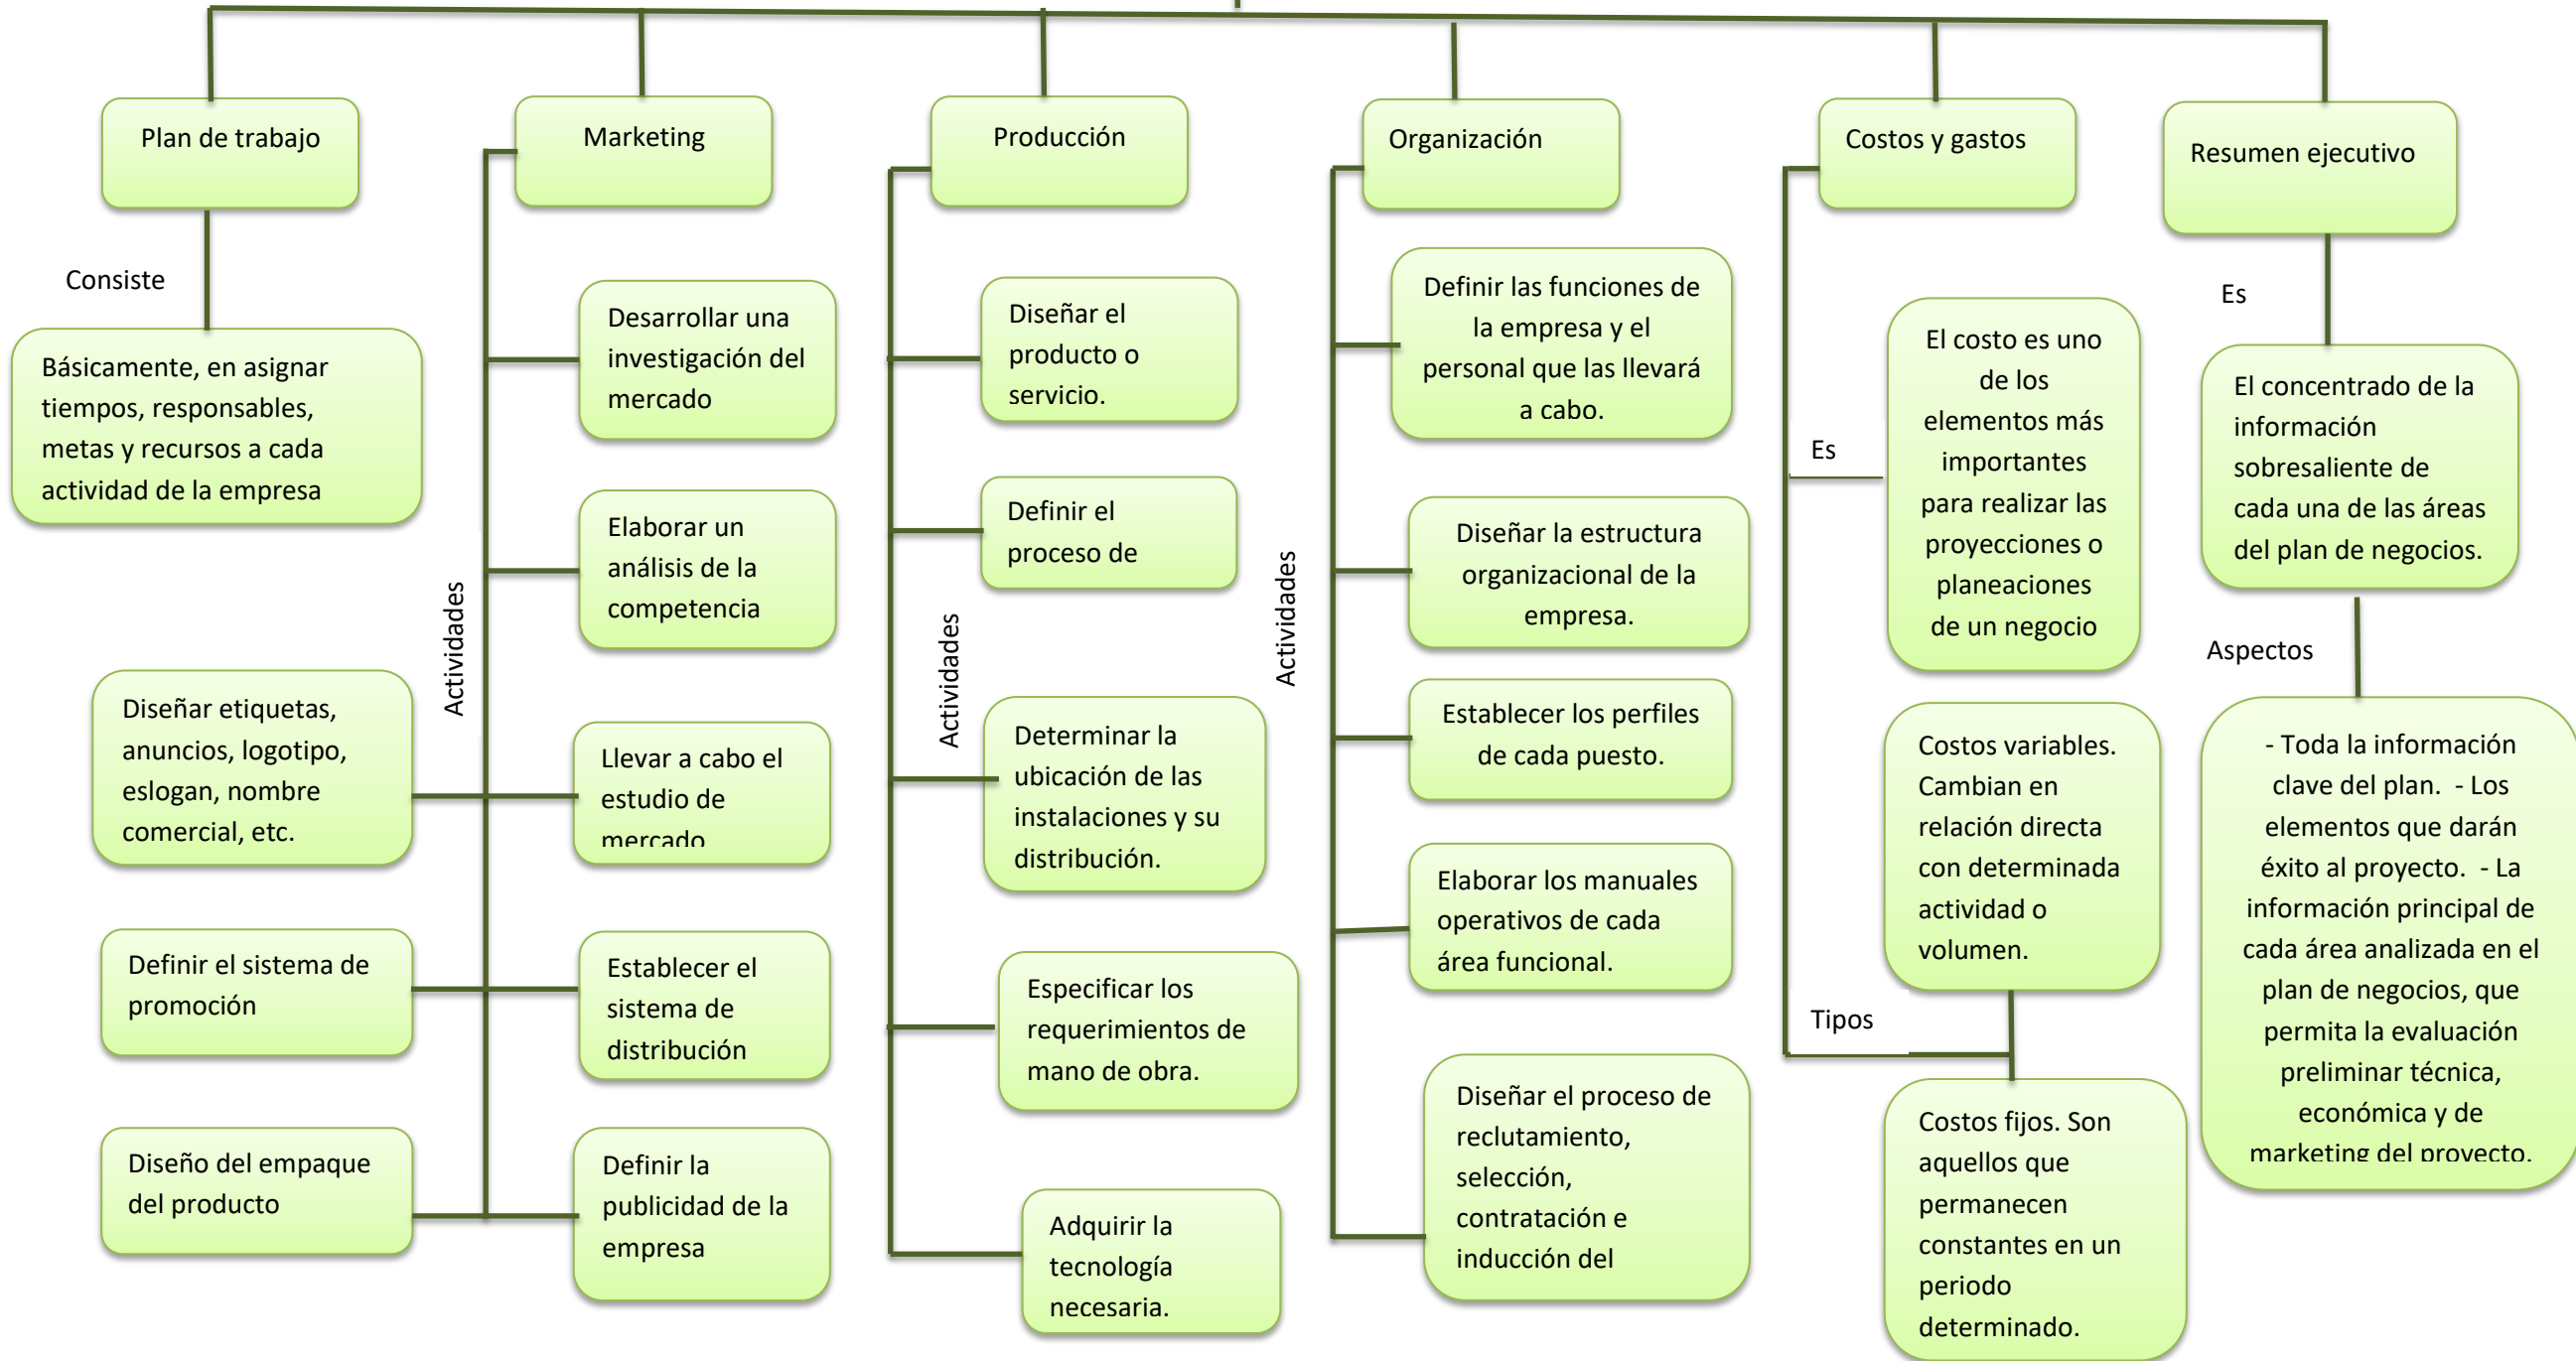 Plan de trabajo
Consiste
Básicamente, en asignar
tiempos, responsables,
metas y recursos a cada
actividad de la empresa
Marketing
Actividades
Desarrollar una
investigación del
mercado
Elaborar un
análisis de la
competencia
Diseñar etiquetas,
anuncios, logotipo,
eslogan, nombre
comercial, etc.
Llevar a cabo el
estudio de
mercado
Definir el sistema de
promoción
Establecer el
sistema de
distribución
Diseño del empaque
del producto
Definir la
publicidad de la
empresa
Producción
Actividades
Diseñar el
producto o
servicio.
Definir el
proceso de
Determinar la
ubicación de las
instalaciones y su
distribución.
Especificar los
requerimientos de
mano de obra.
Adquirir la
tecnología
necesaria.
Organización
Actividades
Definir las funciones de
la empresa y el
personal que las llevará
a cabo.
Diseñar la estructura
organizacional de la
empresa.
Establecer los perfiles
de cada puesto.
Elaborar los manuales
operativos de cada
área funcional.
Diseñar el proceso de
reclutamiento,
selección,
contratación e
inducción del
Costos y gastos
Es
El costo es uno
de los
elementos más
importantes
para realizar las
proyecciones o
planeaciones
de un negocio
Tipos
Costos variables.
Cambian en
relación directa
con determinada
actividad o
volumen.
Costos fijos. Son
aquellos que
permanecen
constantes en un
periodo
determinado.
Resumen ejecutivo
Es
El concentrado de la
información
sobresaliente de
cada una de las áreas
del plan de negocios.
Aspectos
- Toda la información
clave del plan. - Los
elementos que darán
éxito al proyecto. - La
información principal de
cada área analizada en el
plan de negocios, que
permita la evaluación
preliminar técnica,
económica y de
marketing del proyecto.